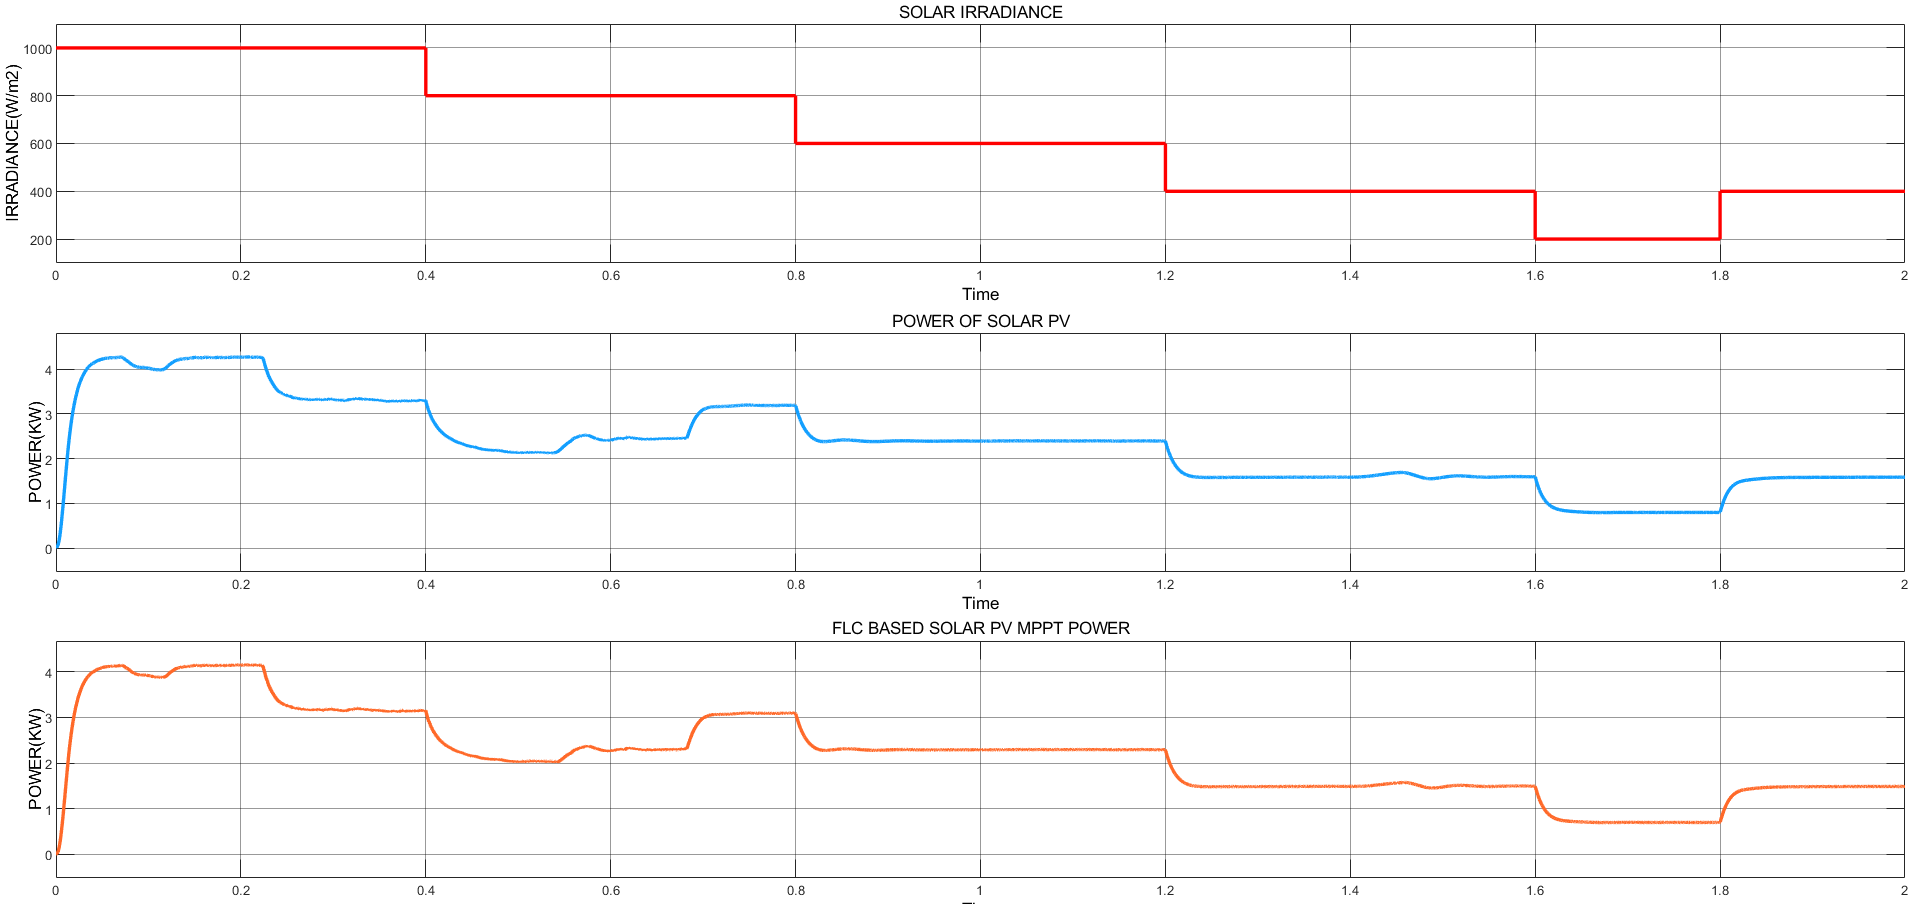 SOLAR IRRADIANCE
IRRADIANCE(W/m2)
1000
800
600
400
200
0 0.2 0.4 0.6 0.8 1 1.2 1.4 1.6 1.8 2
Time
POWER OF SOLAR PV
POWER(KW)
4
3
2
1
0
0 0.2 0.4 0.6 0.8 1 1.2 1.4 1.6 1.8 2
Time
FLC BASED SOLAR PV MPPT POWER
POWER(KW)
4
3
2
1
0
0 0.2 0.4 0.6 0.8 1 1.2 1.4 1.6 1.8 2